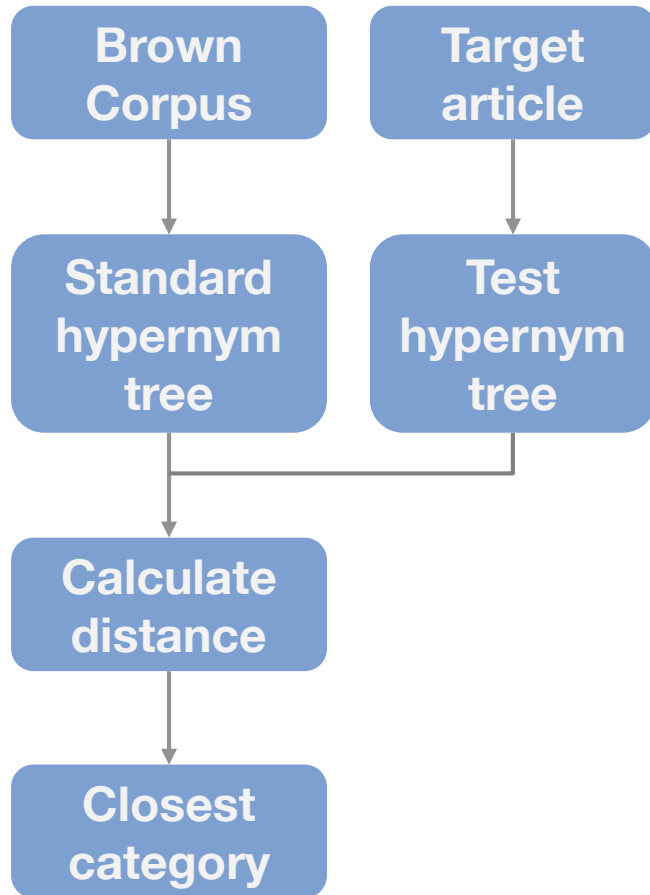 Brown
Corpus
Target
article
Standard
hypernym
tree
Test
hypernym
tree
Calculate
distance
Closest
category